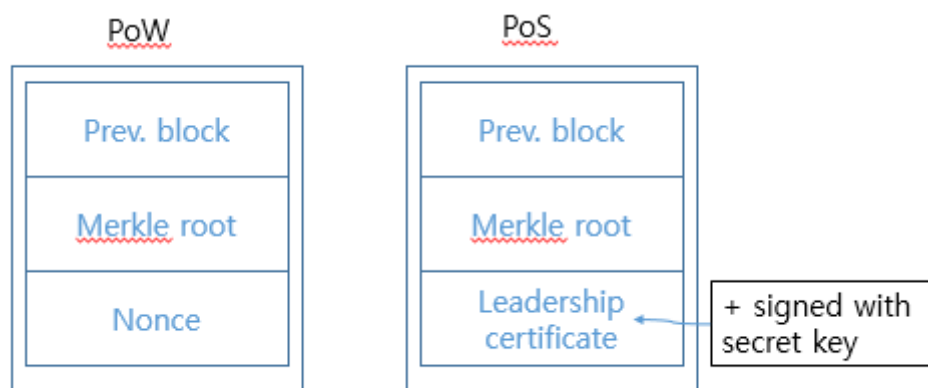 PoW
Prev. block
Merkle root
Nonce
PoS
Prev. block
Merkle root
Leadership
certificate
+ signed with
secret key